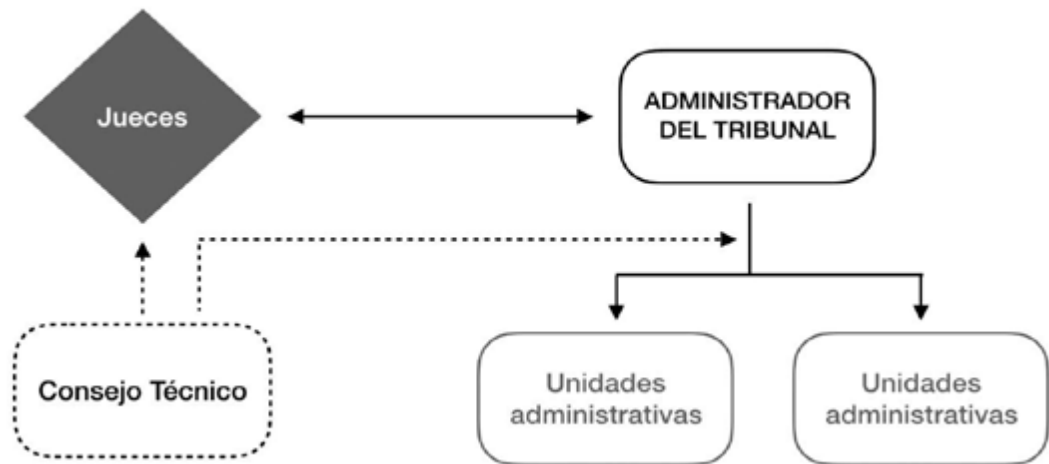 Jueces
ADMINISTRADOR
DEL TRIBUNAL
Consejo Técnico
Unidades
administrativas
Unidades
administrativas